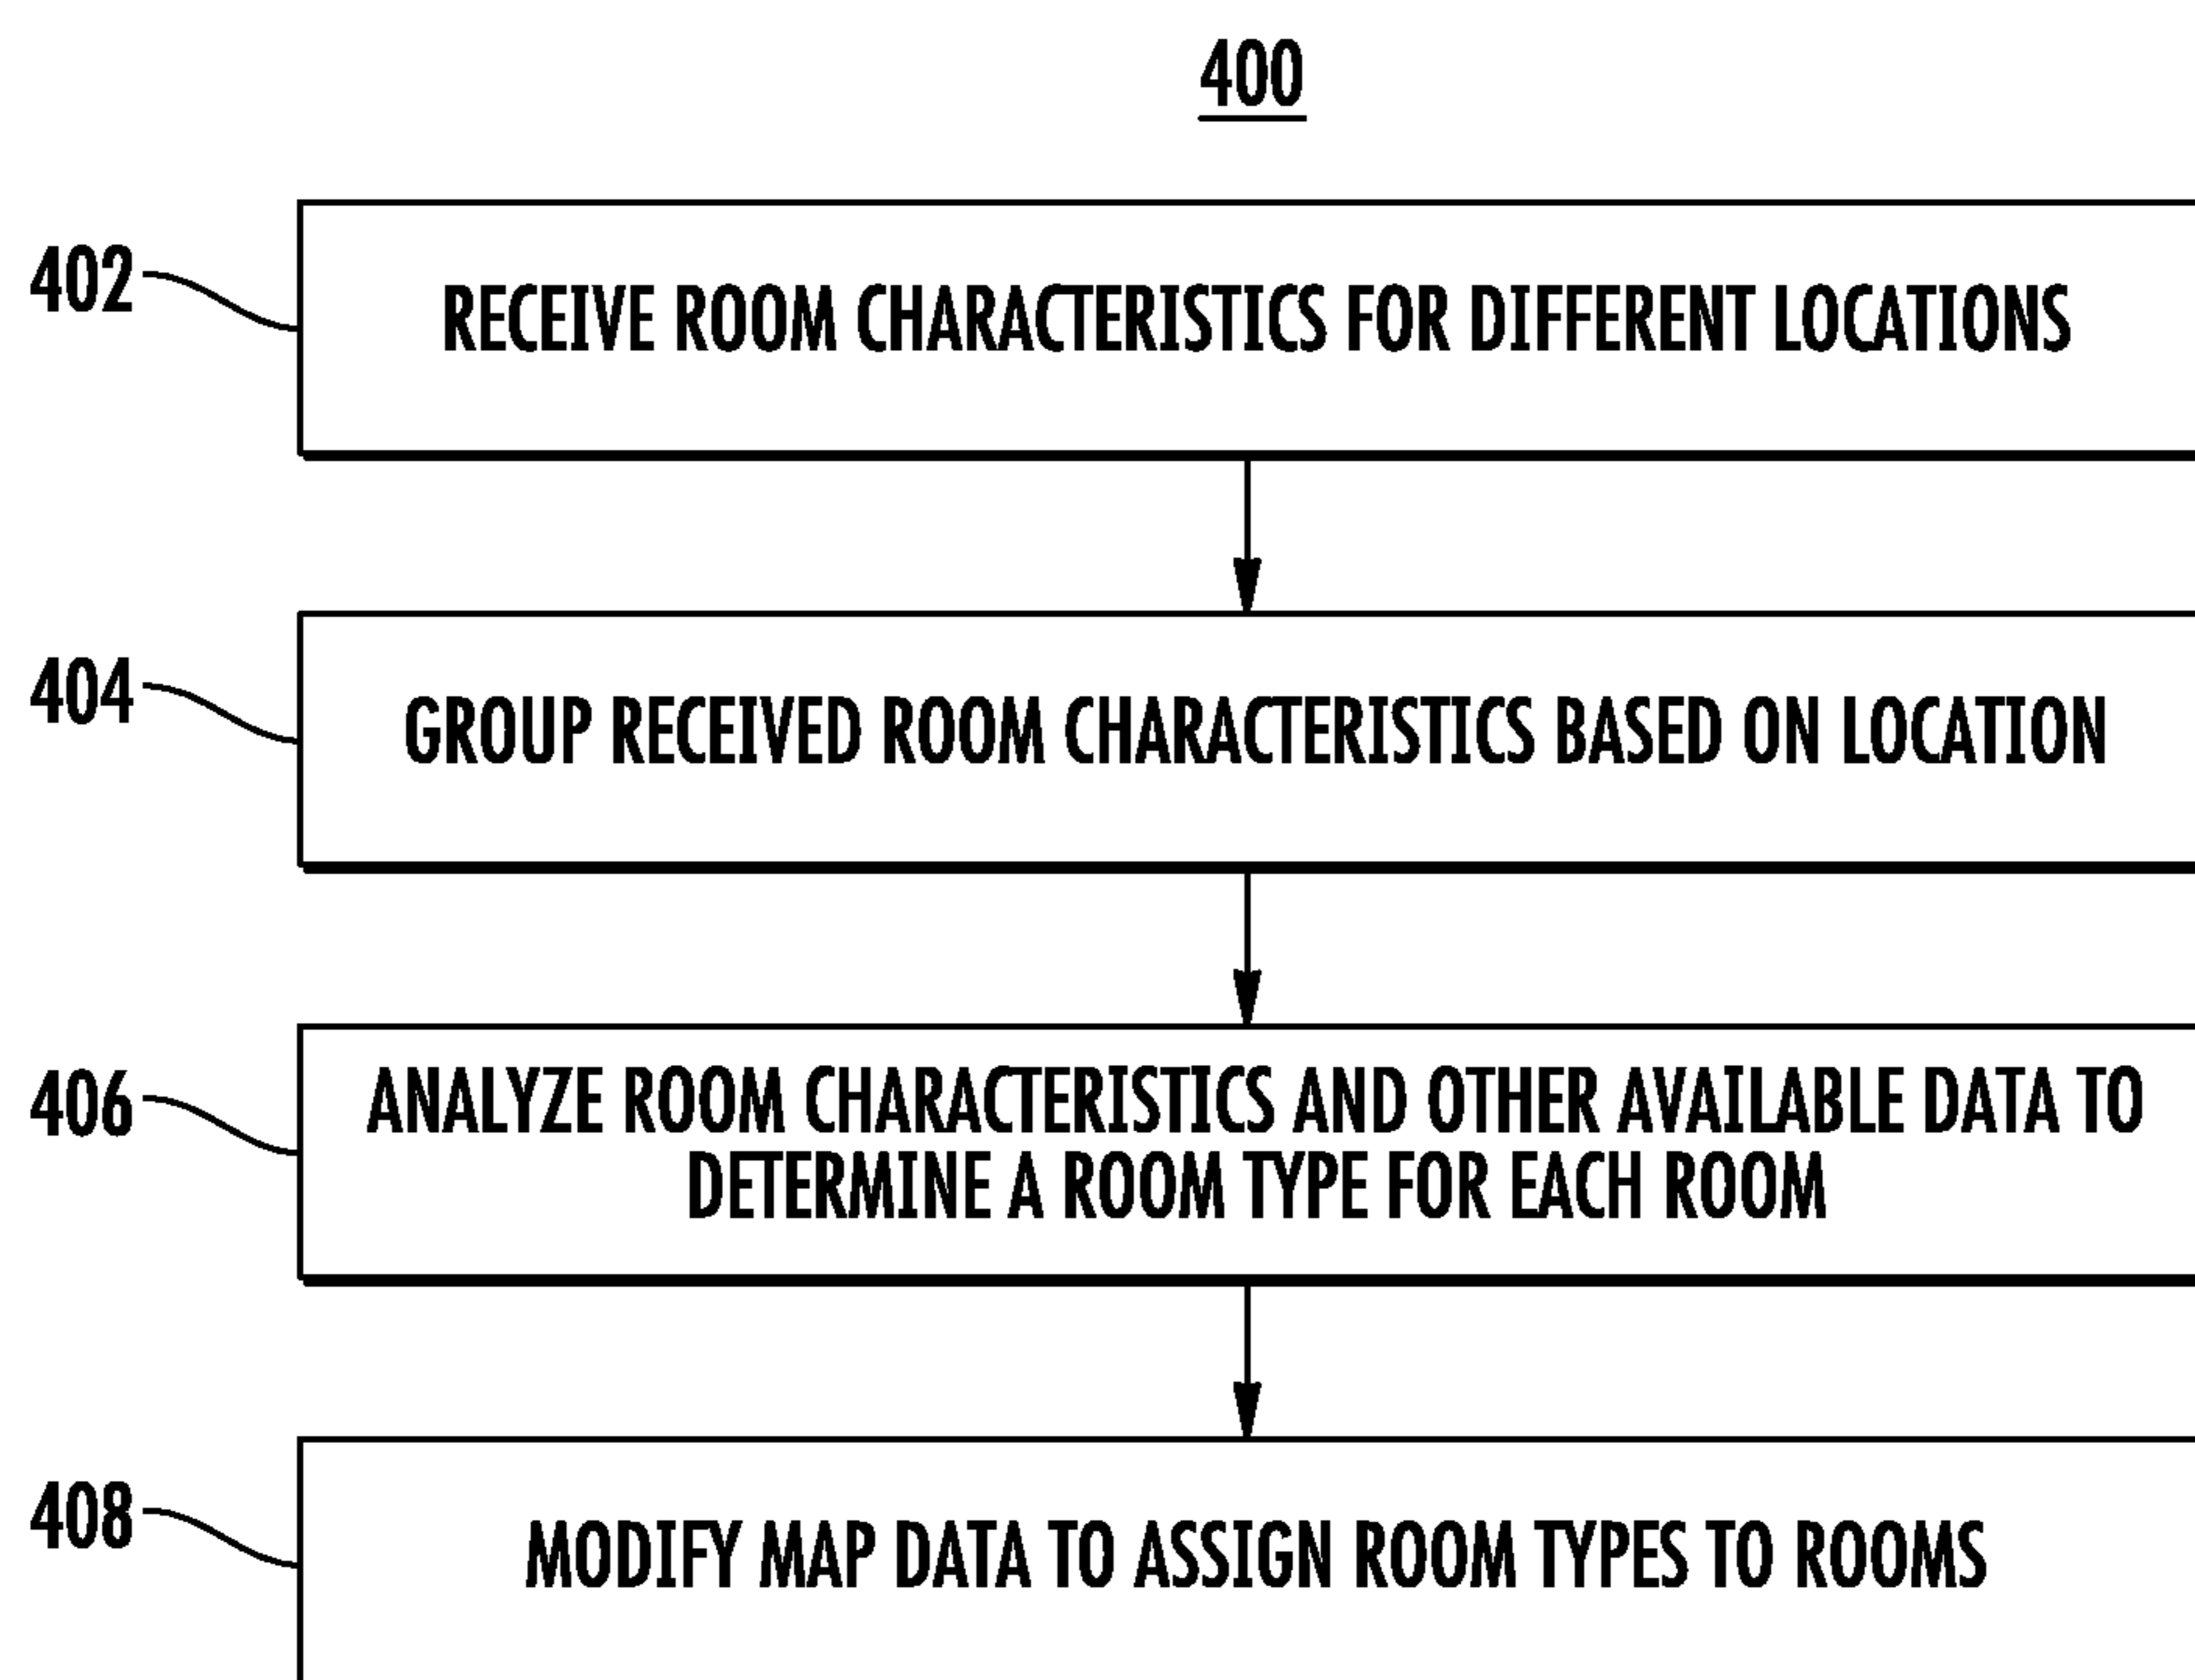 400
402
RECEIVE ROOM CHARACTERISTICS FOR DIFFERENT LOCATIONS
404
GROUP RECEIVED ROOM CHARACTERISTICS BASED ON LOCATION
406
ANALYZE ROOM CHARACTERISTICS AND OTHER AVAILABLE DATA TO
DETERMINE A ROOM TYPE FOR EACH ROOM
408
MODIFY MAP DATA TO ASSIGN ROOM TYPES TO ROOMS